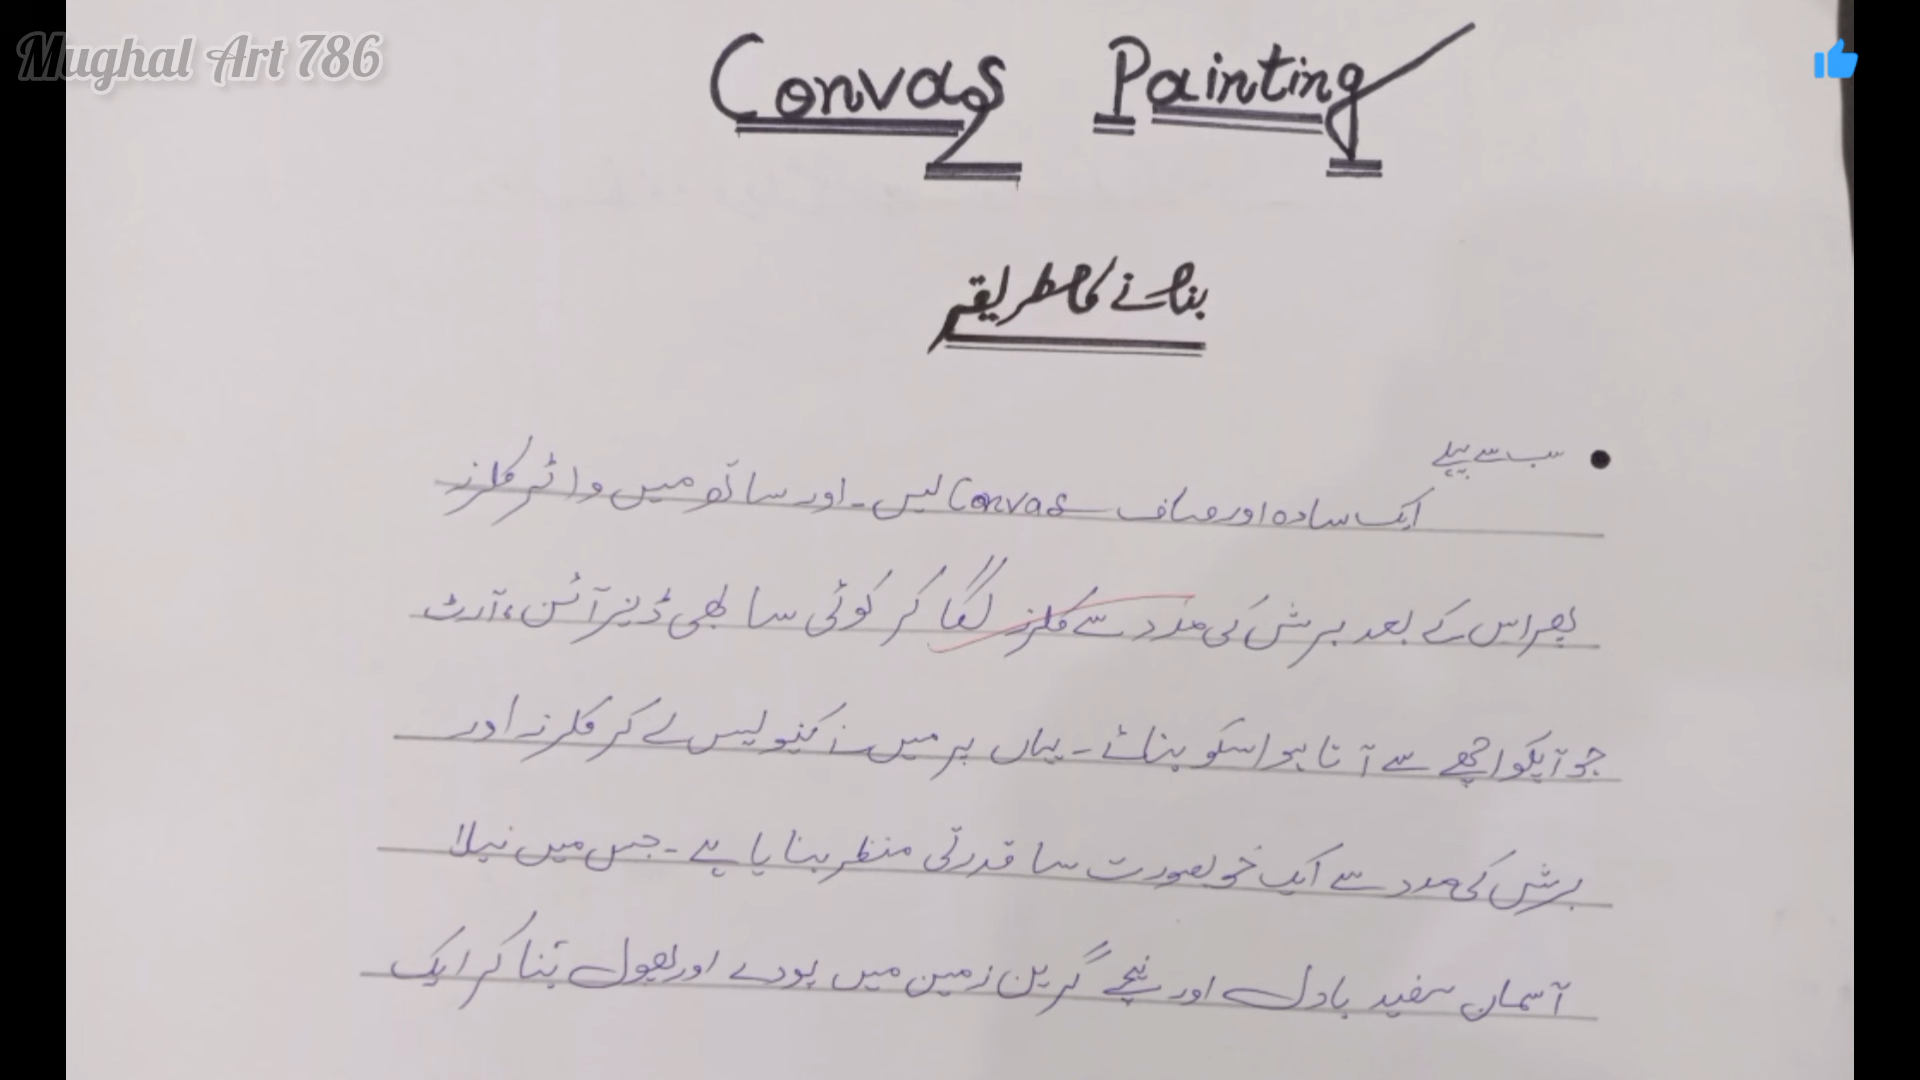 Mughal Art 786
Canvas Painting
بنانے کا طریقہ
سب سے پہلے
ایک سادہ اور صاف Canvas لیں۔ اور ساتھ میں واٹر کلرز
پھر اس کے بعد برش کی مدد سے کلرز لگا کر کوئی سا بھی ڈیزائن، آرٹ
جو آپکو اچھے سے آتا ہو اسکو بنائے۔ یہاں پر میں نے کینولیس لے کر کلرز اور
برش کی مدد سے ایک خوبصورت سا قدرتی منظر بنایا ہے۔ جس میں نیلا
آسمان سفید بادل اور نیچے گرین زمین میں پودے اور پھول بنا کر ایک